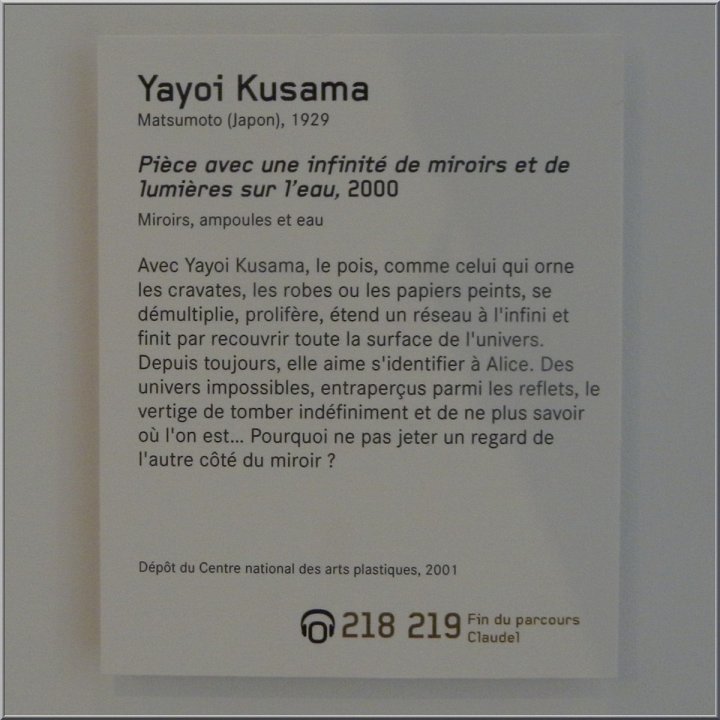 Yayoi Kusama
Matsumoto (Japon), 1929
Pièce avec une infinité de miroirs et de
lumières sur l'eau, 2000
Miroirs, ampoules et eau
Avec Yayoi Kusama, le pois, comme celui qui orne
les cravates, les robes ou les papiers peints, se
démultiplie, prolifère, étend un réseau à l'infini et
finit par recouvrir toute la surface de l'univers.
Depuis toujours, elle aime s'identifier à Alice. Des
univers impossibles, entraperçus parmi les reflets, le
vertige de tomber indéfiniment et de ne plus savoir
où l'on est... Pourquoi ne pas jeter un regard de
l'autre côté du miroir ?
Dépôt du Centre national des arts plastiques, 2001
218 219 Fin du parcours
Claudel